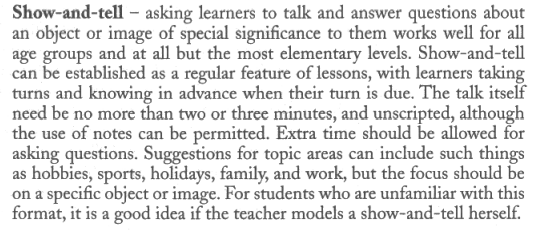 Show-and-tell – asking learners to talk and answer questions about
an object or image of special significance to them works well for all
age groups and at all but the most elementary levels. Show-and-tell
can be established as a regular feature of lessons, with learners taking
turns and knowing in advance when their turn is due. The talk itself
need be no more than two or three minutes, and unscripted, although
the use of notes can be permitted. Extra time should be allowed for
asking questions. Suggestions for topic areas can include such things
as hobbies, sports, holidays, family, and work, but the focus should be
on a specific object or image. For students who are unfamiliar with this
format, it is a good idea if the teacher models a show-and-tell herself.